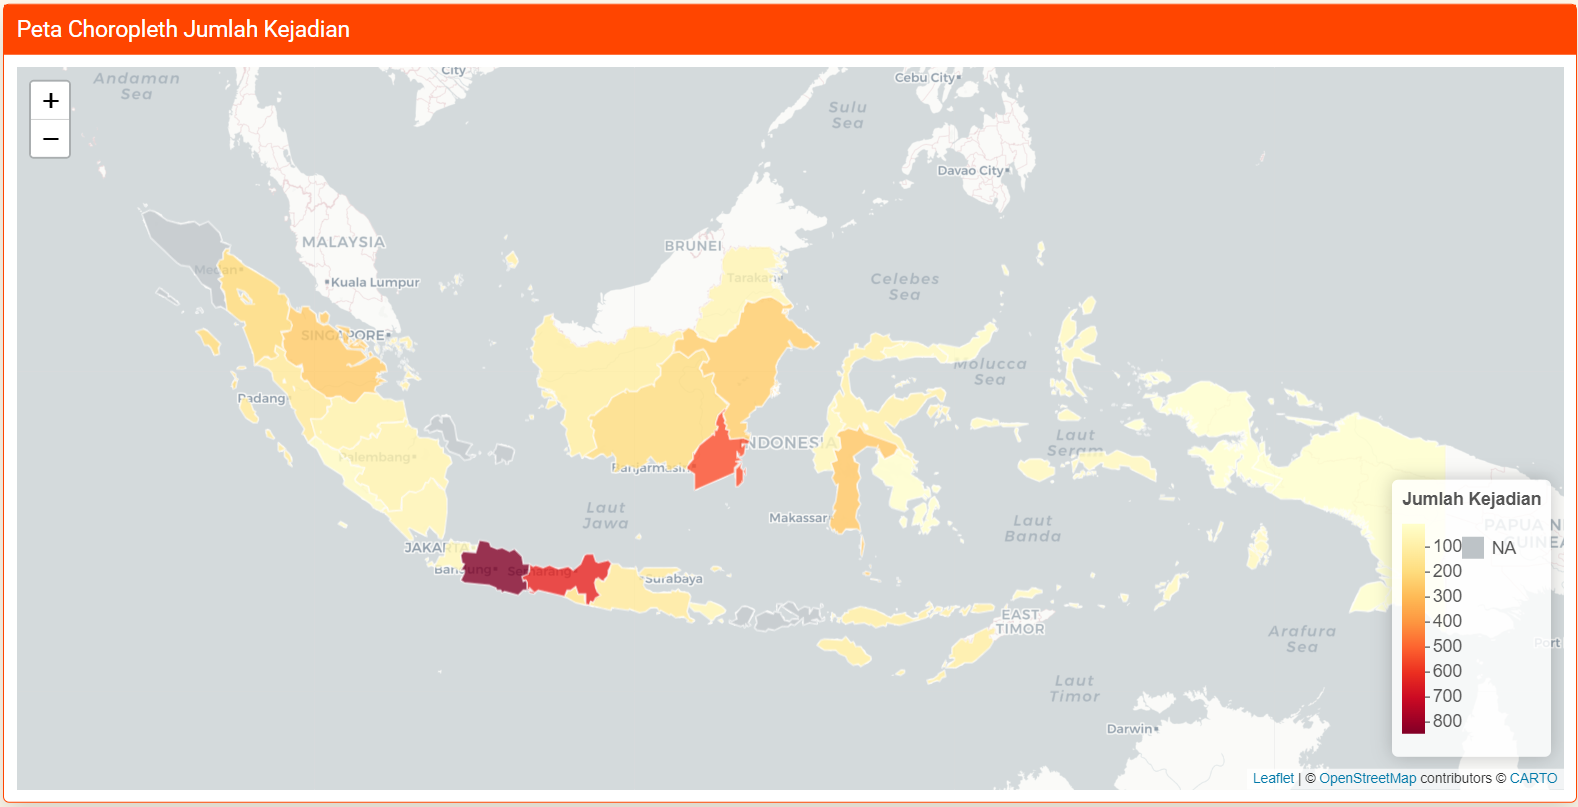 Peta Choropleth Jumlah Kejadian
+
−
Andaman
Sea
City
Cebu City
Sulu
Sea
Davao City
MALAYSIA
BRUNEI
Medan
Kuala Lumpur
Tarakan
Celebes
Sea
SINGAPORE
Molucca
Sea
Padang
INDONESIA
Laut
Seram
Palembang
Banjarmasin
Laut
Jawa
Makassar
Laut
Banda
JAKARTA
Bandung
Semarang
Surabaya
EAST
TIMOR
Arafura
Sea
Laut
Timor
Darwin
Jumlah Kejadian
100
200
300
400
500
600
700
800
NA
PAPUA N
GUINEA
Port
Leaflet | © OpenStreetMap contributors © CARTO